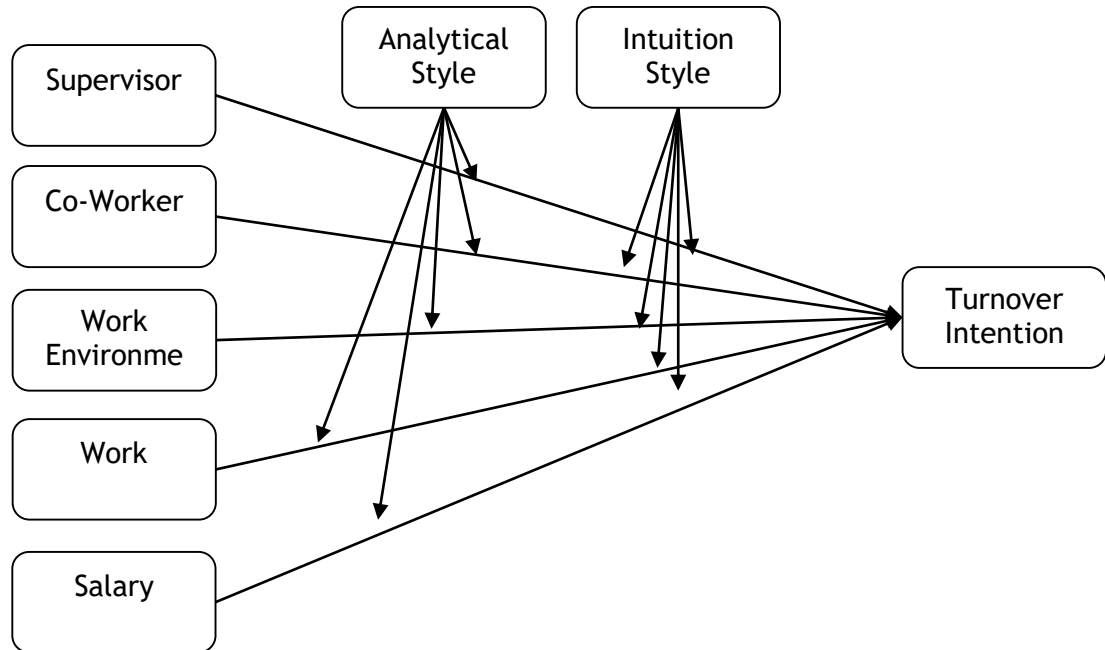 Analytical
Style
Intuition
Style
Supervisor
Co-Worker
Work
Environme
Work
Salary
Turnover
Intention